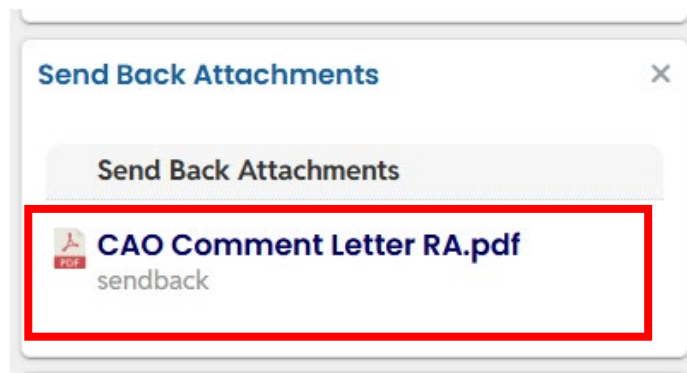 Send Back Attachments
Send Back Attachments
PDF
CAO Comment Letter RA.pdf
sendback